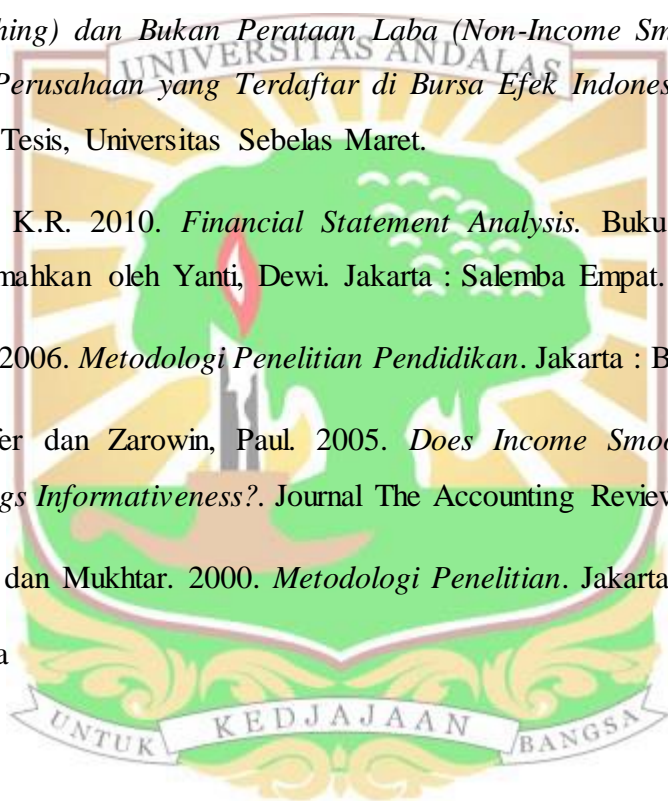 hing) dan Bukan Perataan Laba (Non-Income Sm
UNIVERSITAS ANDALAS
Perusahaan yang Terdaftar di Bursa Efek Indones
Tesis, Universitas Sebelas Maret.
K.R. 2010. Financial Statement Analysis. Buku
mahkan oleh Yanti, Dewi. Jakarta : Salemba Empat.
2006. Metodologi Penelitian Pendidikan. Jakarta : B
fer dan Zarowin, Paul. 2005. Does Income Smoo
gs Informativeness?. Journal The Accounting Review
dan Mukhtar. 2000. Metodologi Penelitian. Jakarta
a
UNTUK KEDJAJAAN BANGSA